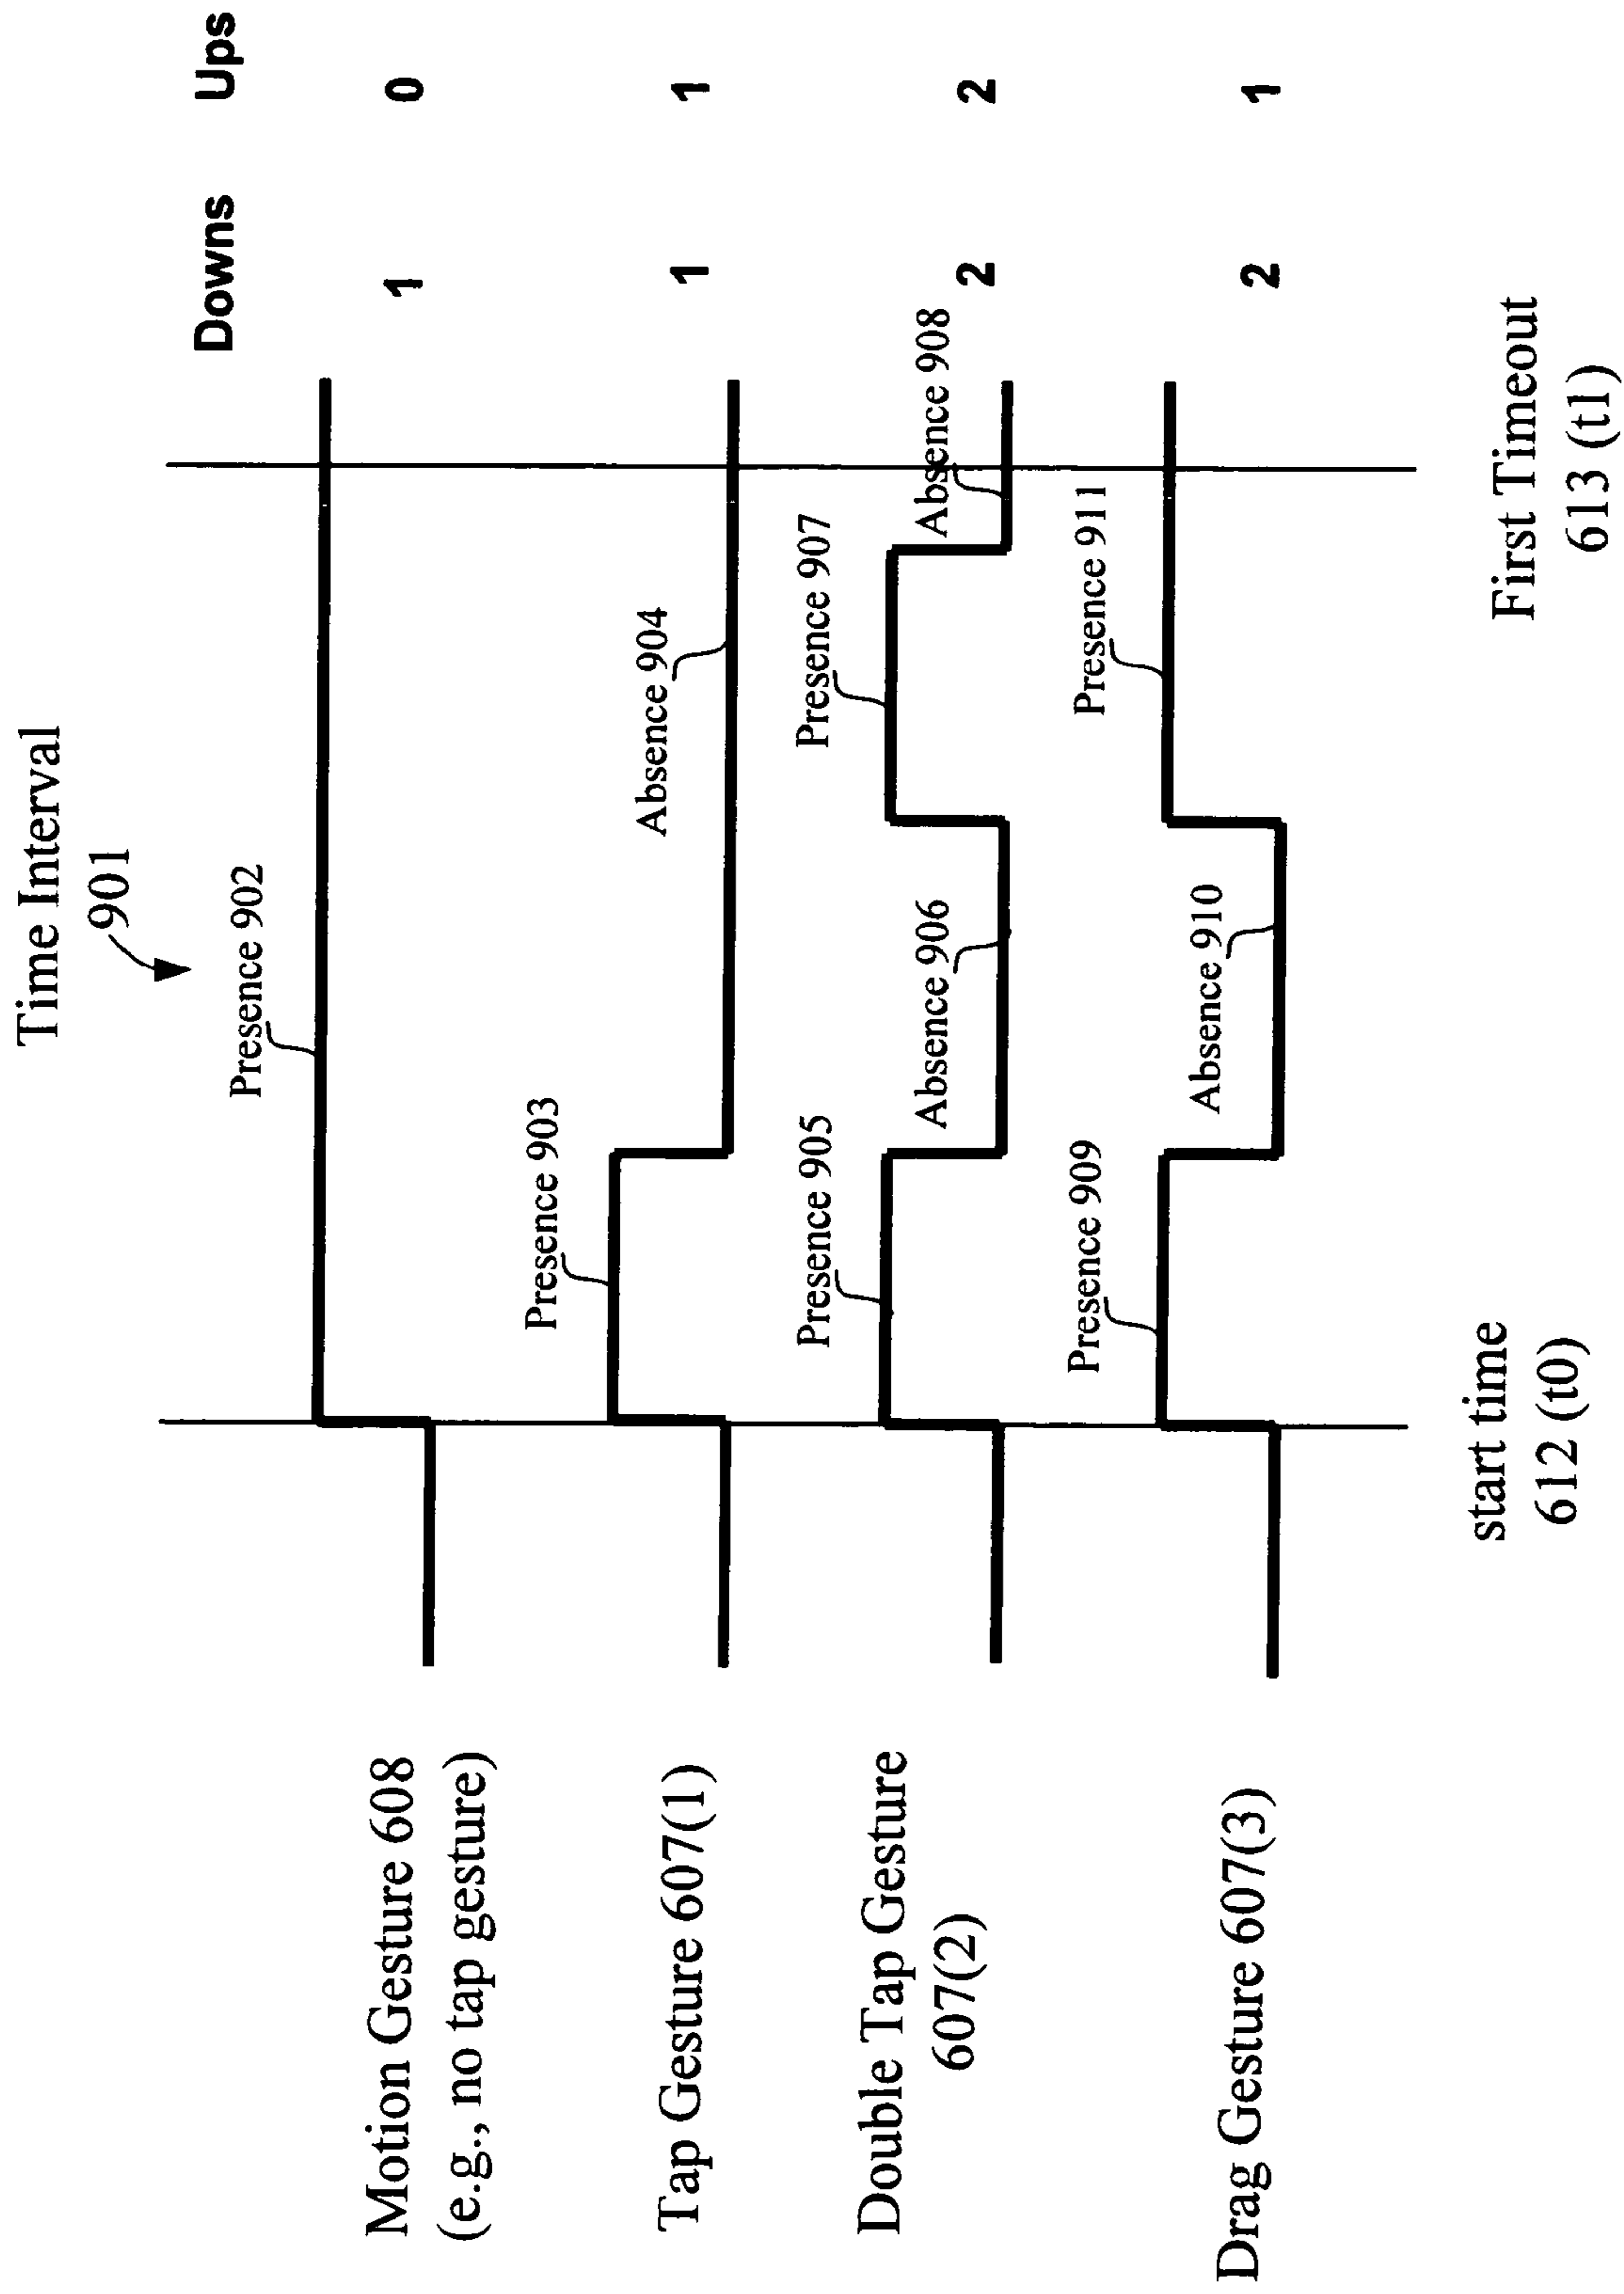 Time Interval
901
Downs Ups
Presence 902
Motion Gesture 608
(e.g., no tap gesture)
1 0
Presence 903
Absence 904
Tap Gesture 607(1)
1 1
Presence 905
Absence 906
Presence 907
Absence 908
Double Tap Gesture
607(2)
2 2
Presence 909
Absence 910
Presence 911
Drag Gesture 607(3)
2 1
start time
612 (t0)
First Timeout
613 (t1)